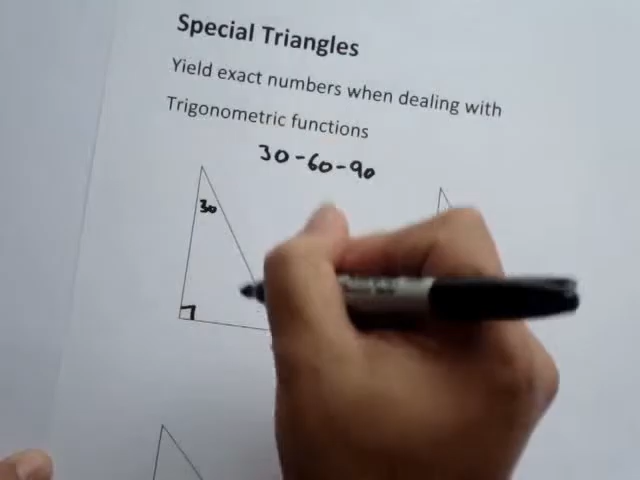 Special Triangles
Yield exact numbers when dealing with
Trigonometric functions
30-60-90
30